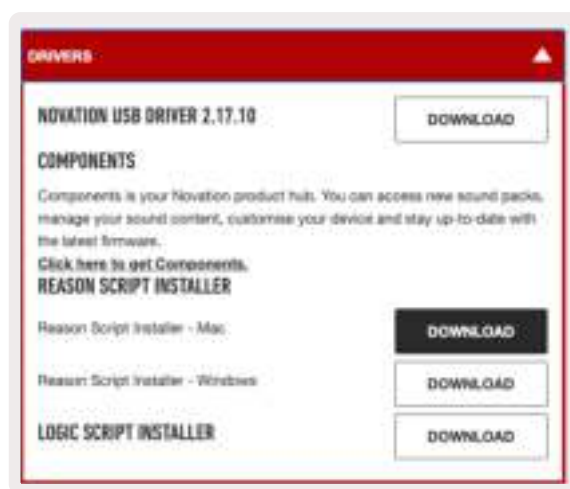 DRIVERS
NOVATION USB DRIVER 2.17.10
DOWNLOAD
COMPONENTS
Components is your Novation product hub. You can access new sound packs,
manage your sound content, customise your device and stay up-to-date with
the latest firmware.
Click here to get Components.
REASON SCRIPT INSTALLER
Reason Script Installer - Mac
DOWNLOAD
Reason Script Installer - Windows
DOWNLOAD
LOGIC SCRIPT INSTALLER
DOWNLOAD